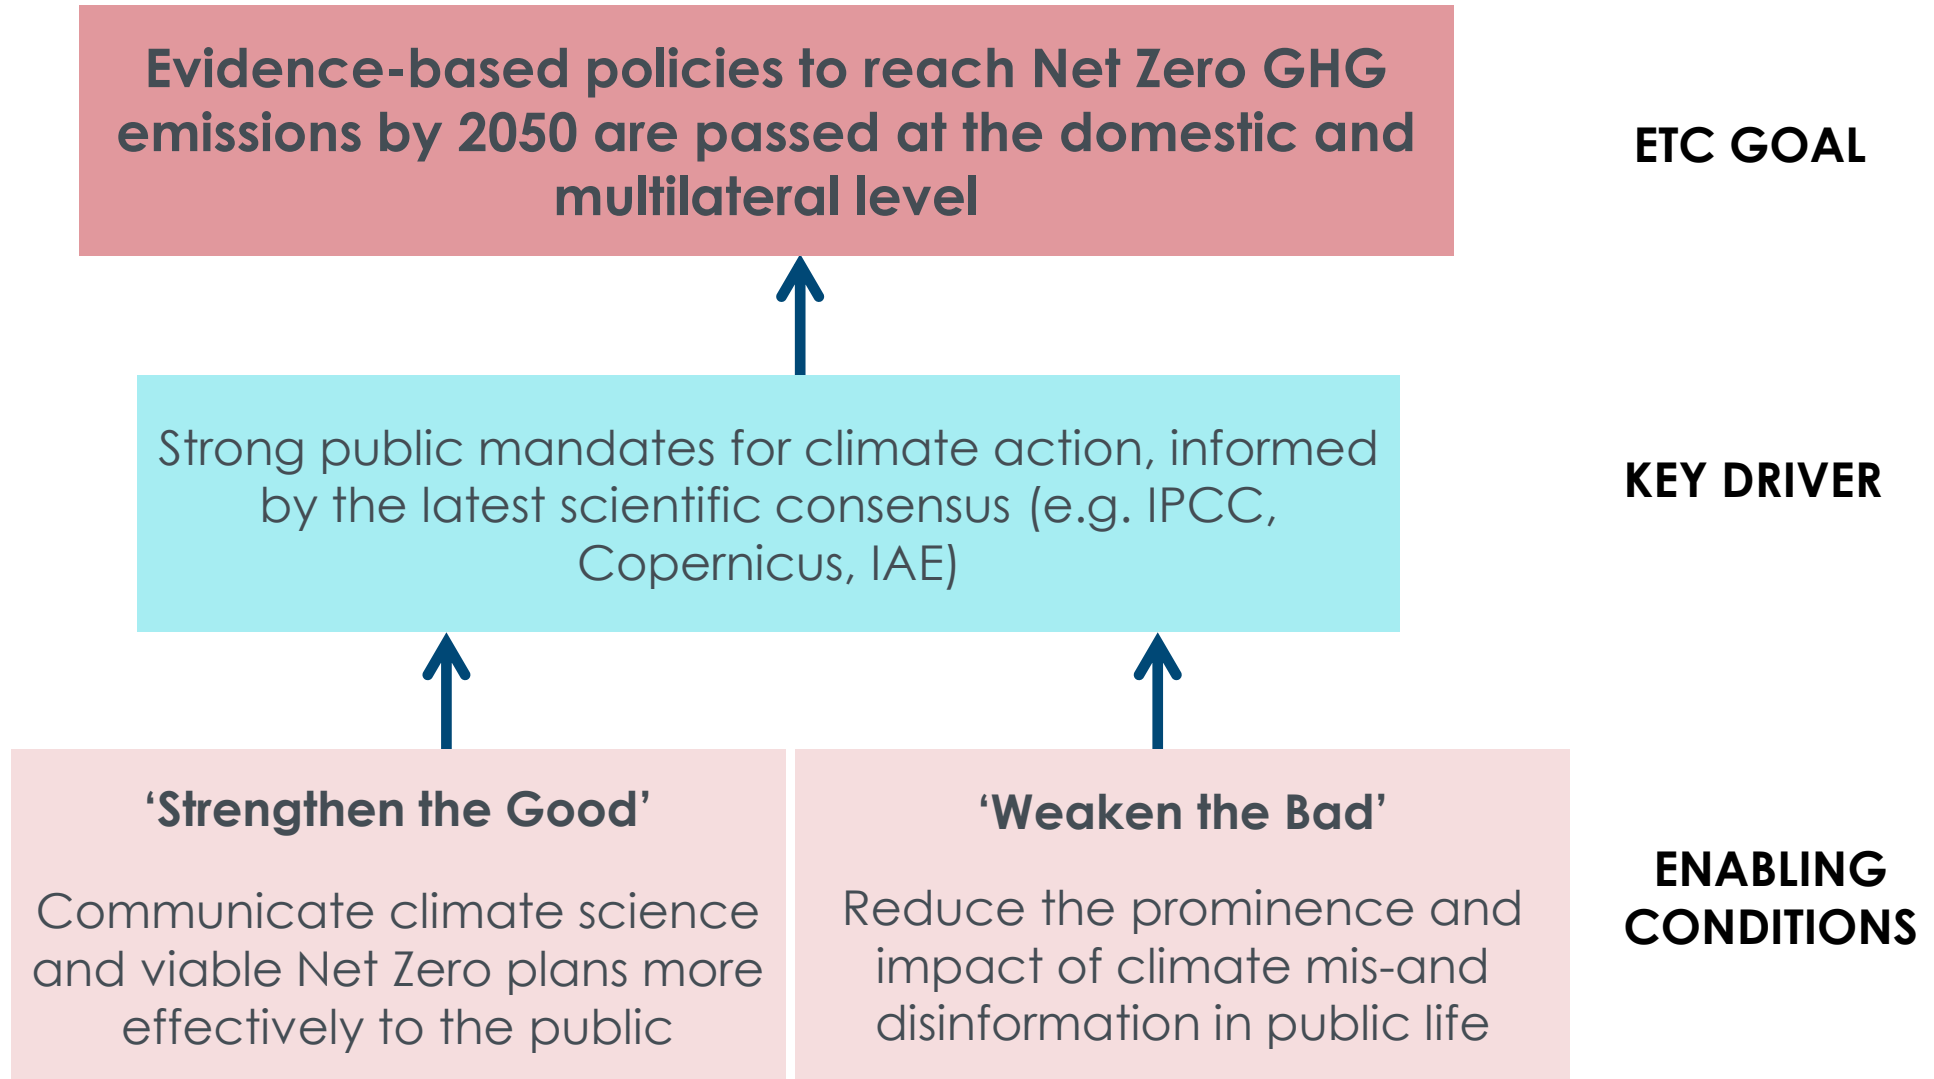 Evidence-based policies to reach Net Zero GHG
emissions by 2050 are passed at the domestic and
multilateral level
ETC GOAL
Strong public mandates for climate action, informed
by the latest scientific consensus (e.g. IPCC,
Copernicus, IAE)
KEY DRIVER
‘Strengthen the Good’
Communicate climate science
and viable Net Zero plans more
effectively to the public
‘Weaken the Bad’
Reduce the prominence and
impact of climate mis-and
disinformation in public life
ENABLING
CONDITIONS